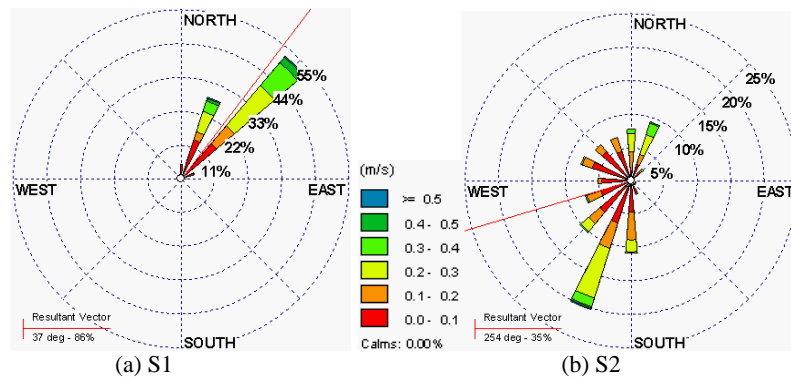 NORTH
55%
44%
33%
22%
11%
WEST
EAST
SOUTH
Resultant Vector
37 deg - 86%
(a) S1
(m/s)
>= 0.5
0.4 - 0.5
0.3 - 0.4
0.2 - 0.3
0.1 - 0.2
0.0 - 0.1
Calms: 0.00%
NORTH
25%
20%
15%
10%
5%
WEST
EAST
SOUTH
Resultant Vector
254 deg - 35%
(b) S2